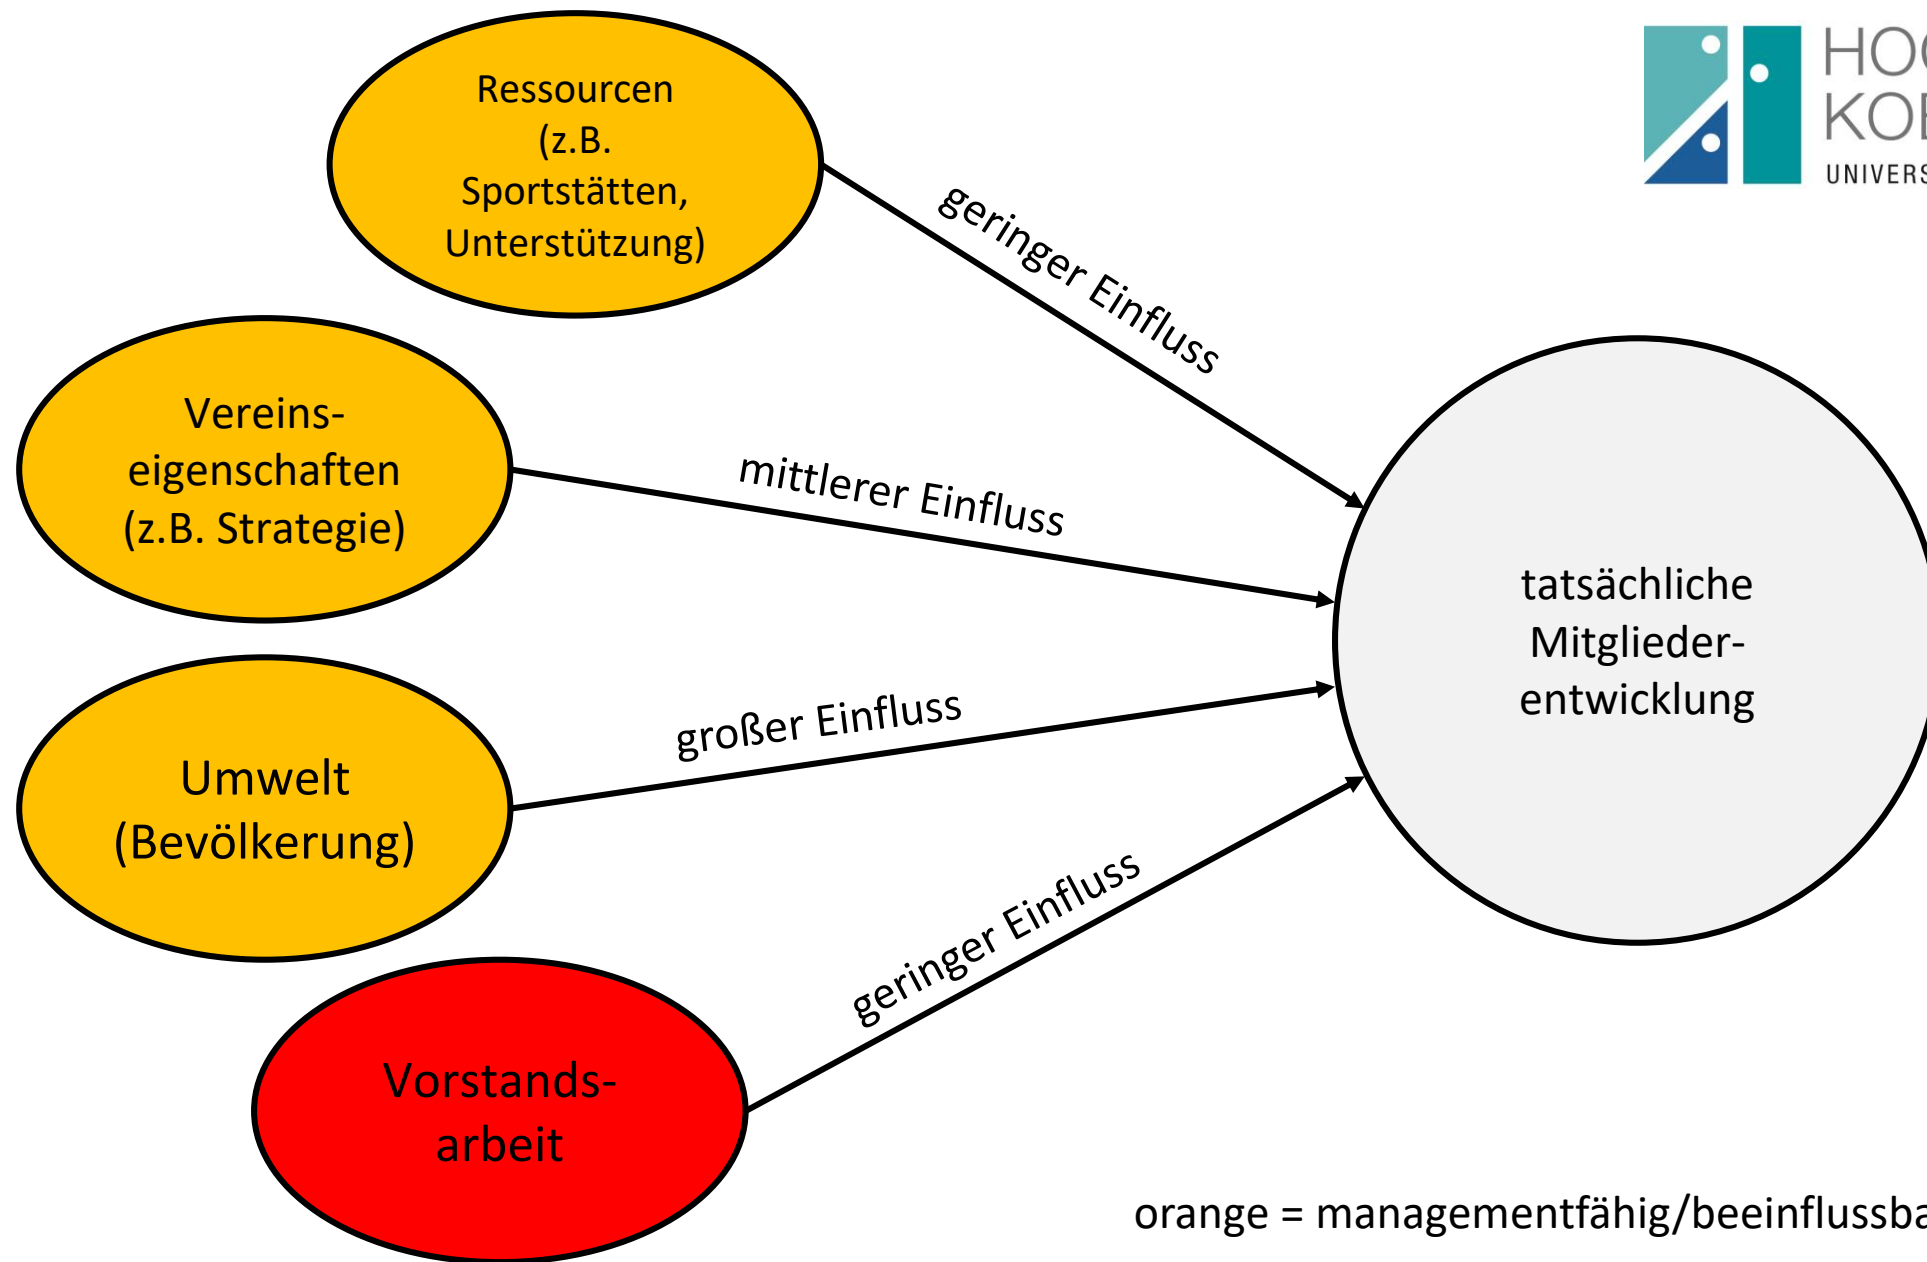 Ressourcen
(z.B.
Sportstätten,
Unterstützung)
geringer Einfluss
Vereins-
eigenschaften
(z.B. Strategie)
mittlerer Einfluss
tatsächliche
Mitglieder-
entwicklung
großer Einfluss
Umwelt
(Bevölkerung)
geringer Einfluss
Vorstands-
arbeit
orange =